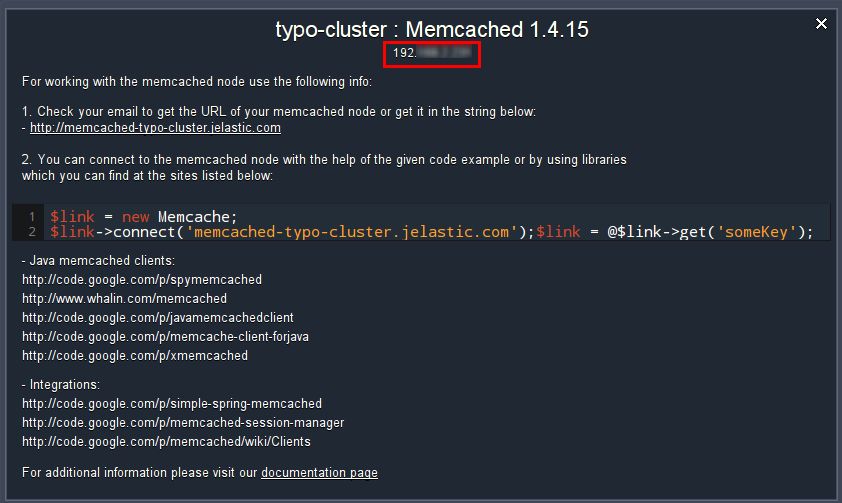 typo-cluster : Memcached 1.4.15
192.
For working with the memcached node use the following info:
1. Check your email to get the URL of your memcached node or get it in the string below:
- http://memcached-typo-cluster.jelastic.com
2. You can connect to the memcached node with the help of the given code example or by using libraries
which you can find at the sites listed below:
1 $link = new Memcache;
2 $link->connect('memcached-typo-cluster.jelastic.com');$link = @$link->get('someKey');
- Java memcached clients:
http://code.google.com/p/spymemcached
http://www.whalin.com/memcached
http://code.google.com/p/javamemcachedclient
http://code.google.com/p/memcache-client-forjava
http://code.google.com/p/xmemcached
- Integrations:
http://code.google.com/p/simple-spring-memcached
http://code.google.com/p/memcached-session-manager
http://code.google.com/p/memcached/wiki/Clients
For additional information please visit our documentation page